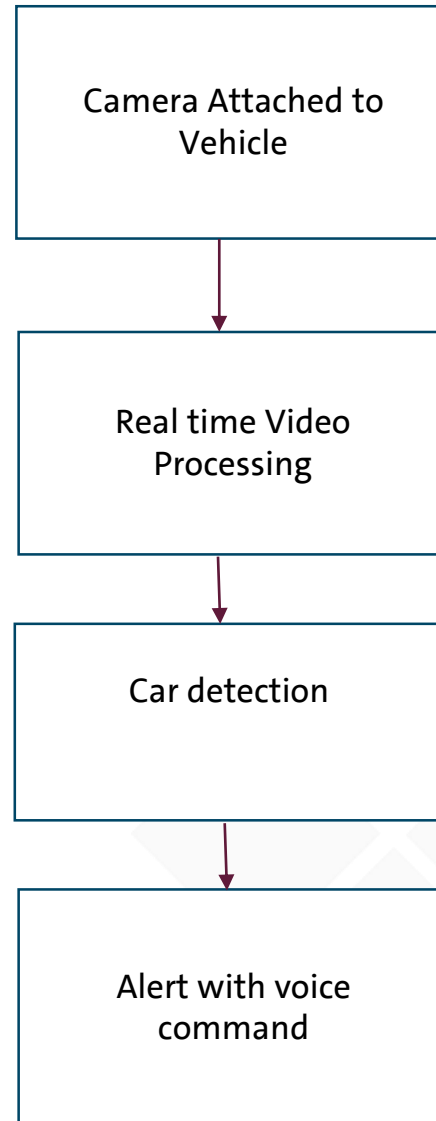 Camera Attached to
Vehicle
Real time Video
Processing
Car detection
Alert with voice
command